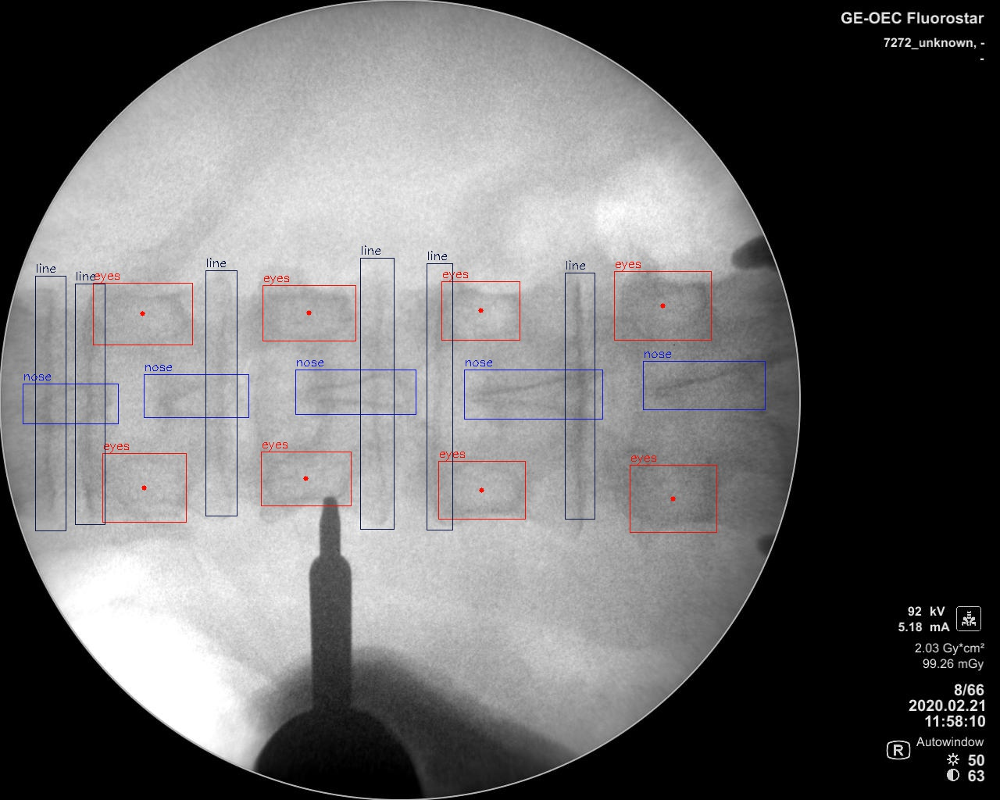 GE-OEC Fluorostar
7272_unknown, -
-
line
line
line
line
line
line
eyes
eyes
eyes
eyes
nose
nose
nose
nose
nose
eyes
eyes
eyes
eyes
92 kV
5.18 mA
2.03 Gy*cm²
99.26 mGy
8/66
2020.02.21
11:58:10
R Autowindow
50
63